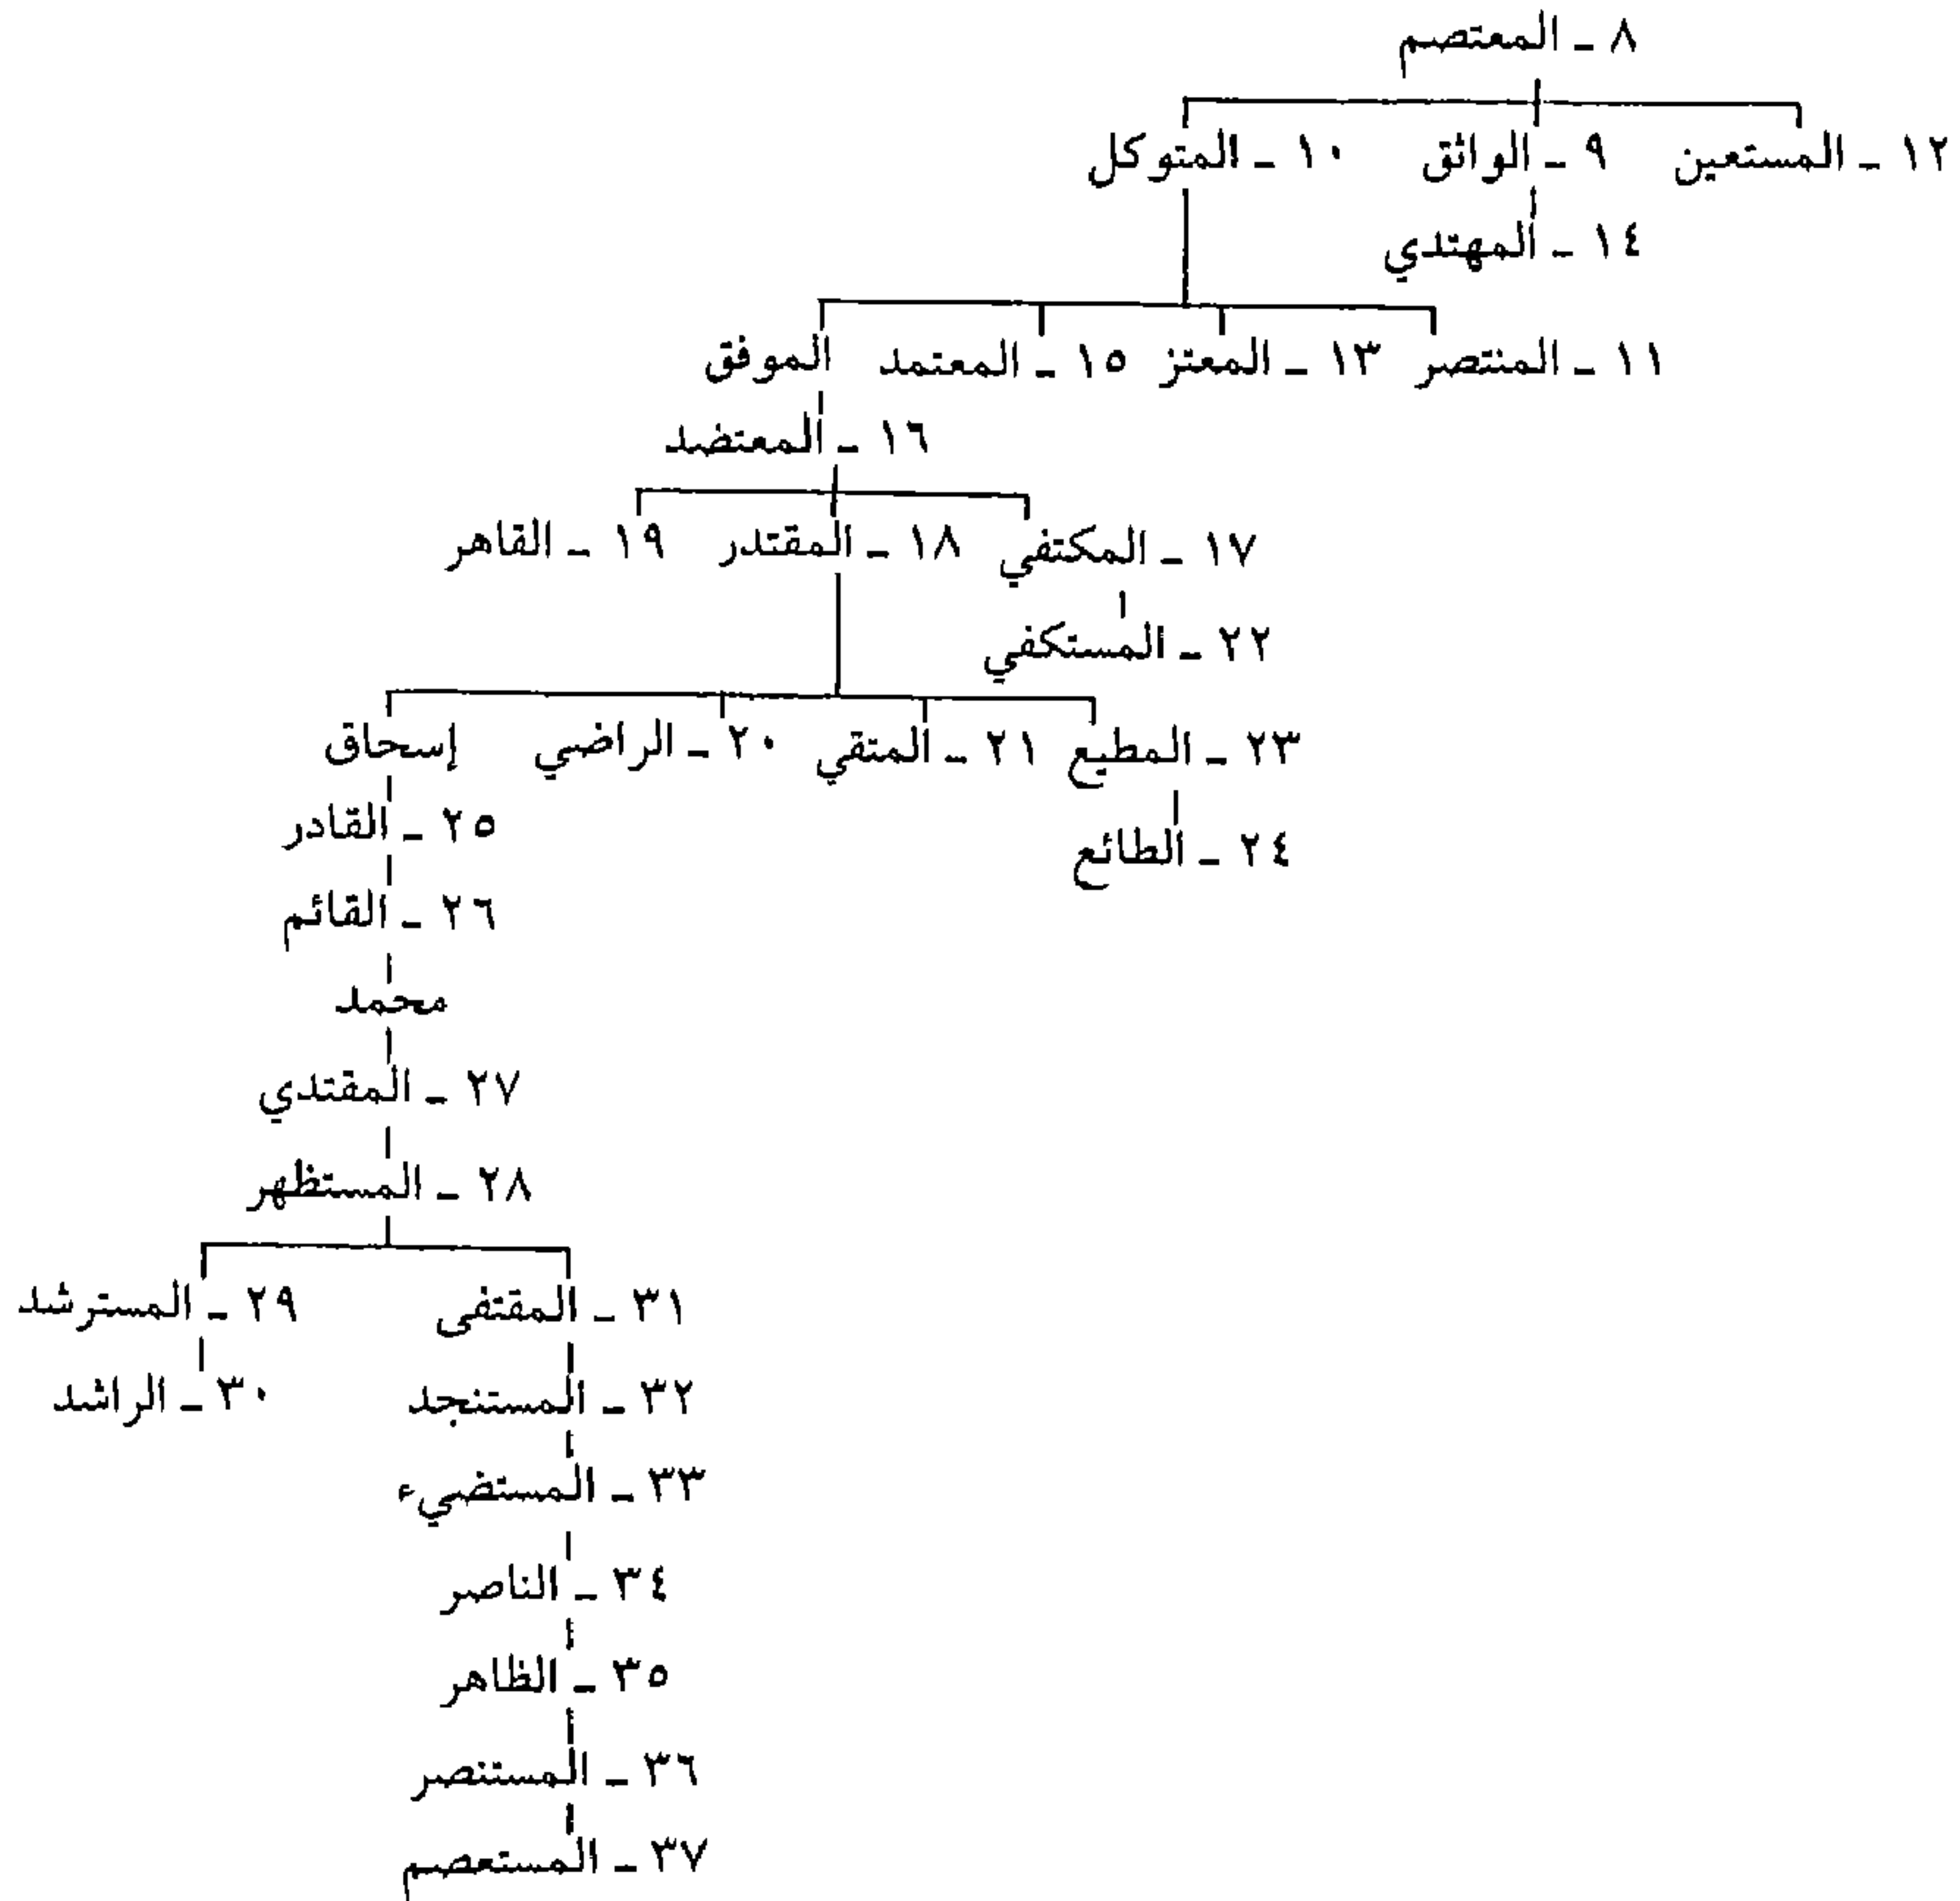 ٨ ـ المعتصم
١٢ ـ المستعين ٩ ـ الواثق ١٠ ـ المتوكل
١٤ ـ المهتدي
١١ ـ المنتصر ١٣ ـ المعتز ١٥ ـ المعتمد الموفق
١٦ ـ المعتضد
١٧ ـ المكتفي ١٨ ـ المقتدر ١٩ ـ القاهر
٢٢ ـ المستكفي
٢٣ ـ المطيع ٢١ ـ المتقي ٢٠ ـ الراضي إسحاق
٢٤ ـ الطائع ٢٥ ـ القادر
٢٦ ـ القائم
محمد
٢٧ ـ المقتدي
٢٨ ـ المستظهر
٣١ ـ المقتفي ٢٩ ـ المسترشد
٣٢ ـ المستنجد ٣٠ ـ الراشد
٣٣ ـ المستضيء
٣٤ ـ الناصر
٣٥ ـ الظاهر
٣٦ ـ المستنصر
٣٧ ـ المستعصم